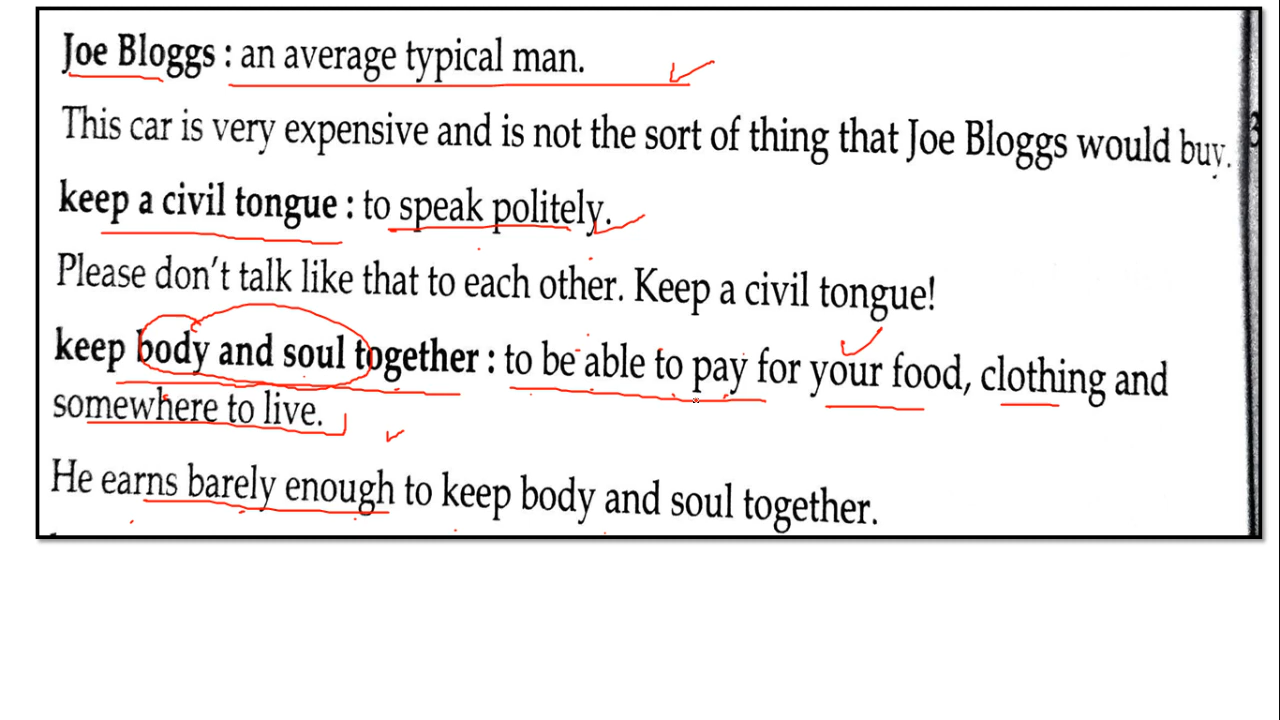 Joe Bloggs : an average typical man.
This car is very expensive and is not the sort of thing that Joe Bloggs would buy.
keep a civil tongue : to speak politely.
Please don't talk like that to each other. Keep a civil tongue!
keep body and soul together : to be able to pay for your food, clothing and
somewhere to live.
He earns barely enough to keep body and soul together.